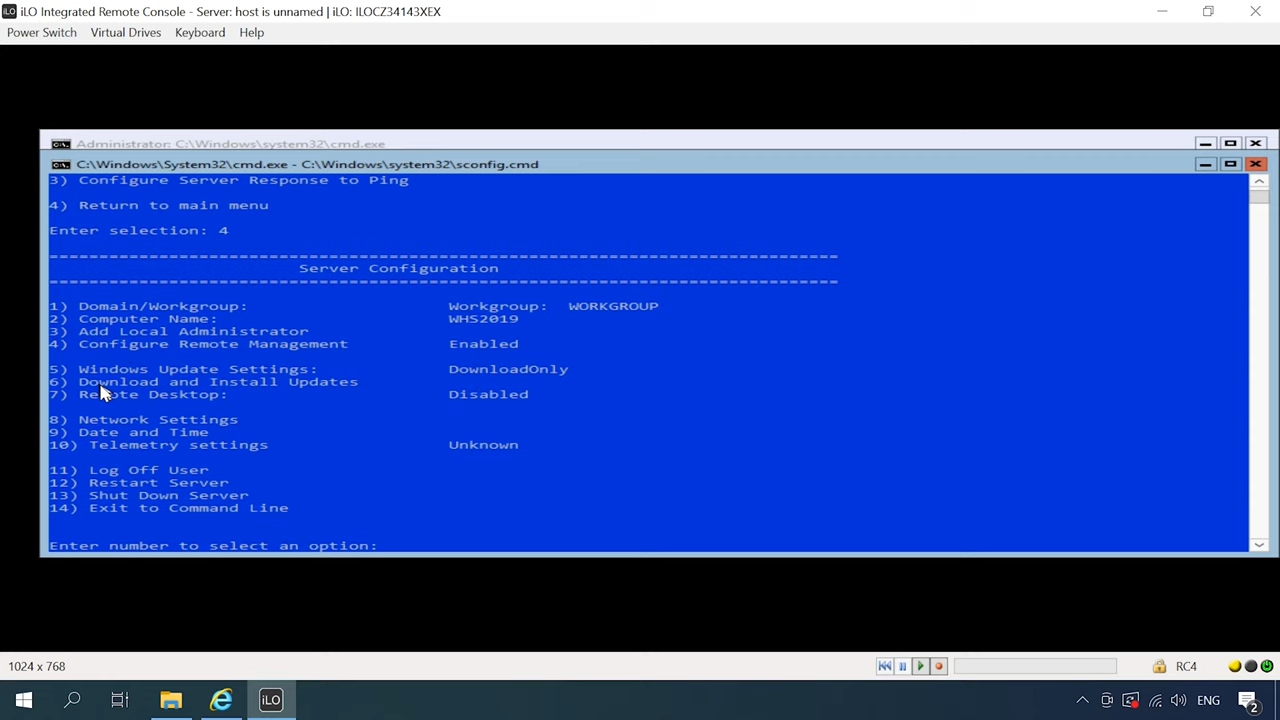 iLO Integrated Remote Console - Server: host is unnamed | iLO: ILOCZ34143XEX
Power Switch Virtual Drives Keyboard Help
Administrator: C:\Windows\system32\cmd.exe
C:\Windows\System32\cmd.exe - C:\Windows\system32\sconfig.cmd
3) Configure Server Response to Ping
4) Return to main menu
Enter selection: 4
===============================================================================
Server Configuration
===============================================================================
1) Domain/Workgroup: Workgroup: WORKGROUP
2) Computer Name: WHS2019
3) Add Local Administrator
4) Configure Remote Management Enabled
5) Windows Update Settings: DownloadOnly
6) Download and Install Updates
7) Remote Desktop: Disabled
8) Network Settings
9) Date and Time
10) Telemetry settings Unknown
11) Log Off User
12) Restart Server
13) Shut Down Server
14) Exit to Command Line
Enter number to select an option:
1024 x 768 RC4
iLO ENG 2